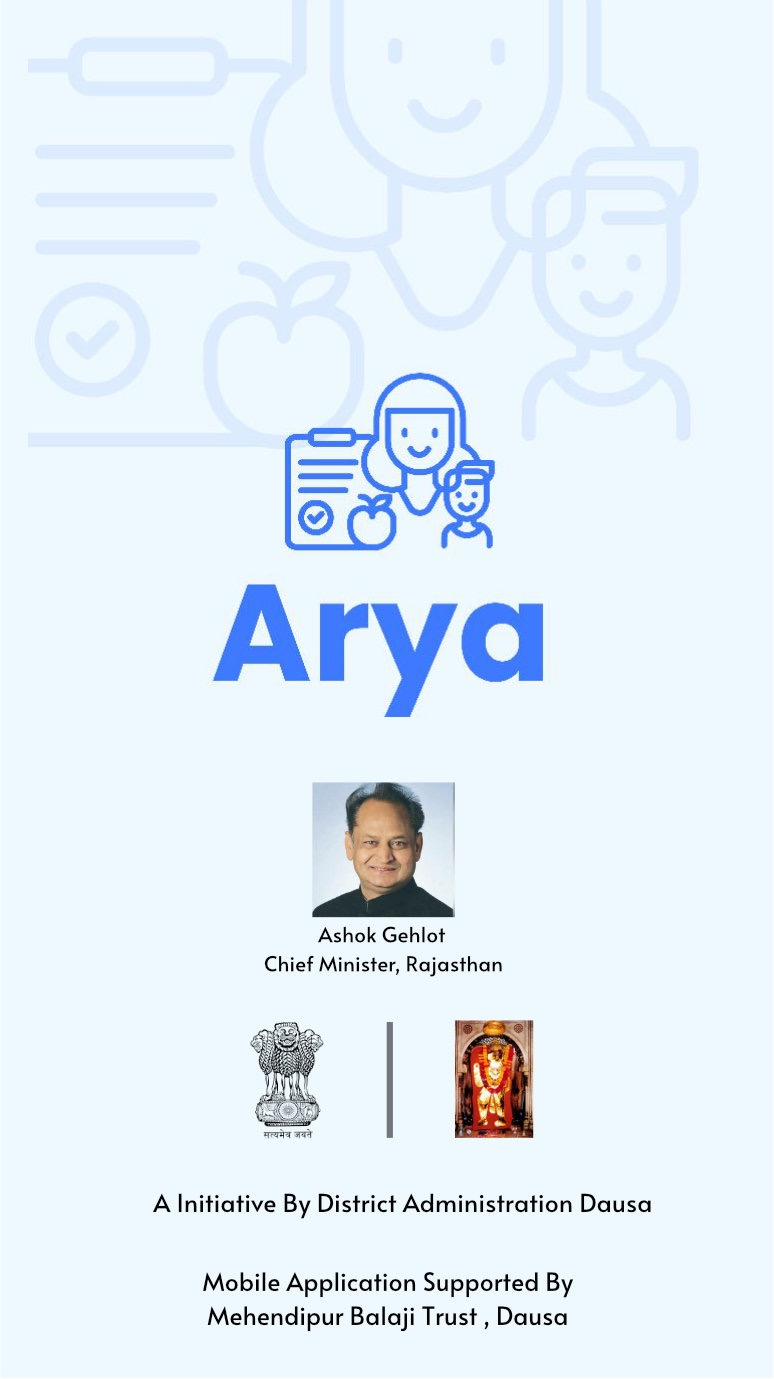 Arya
Ashok Gehlot
Chief Minister, Rajasthan
सत्यमेव जयते
A Initiative By District Administration Dausa
Mobile Application Supported By
Mehendipur Balaji Trust , Dausa